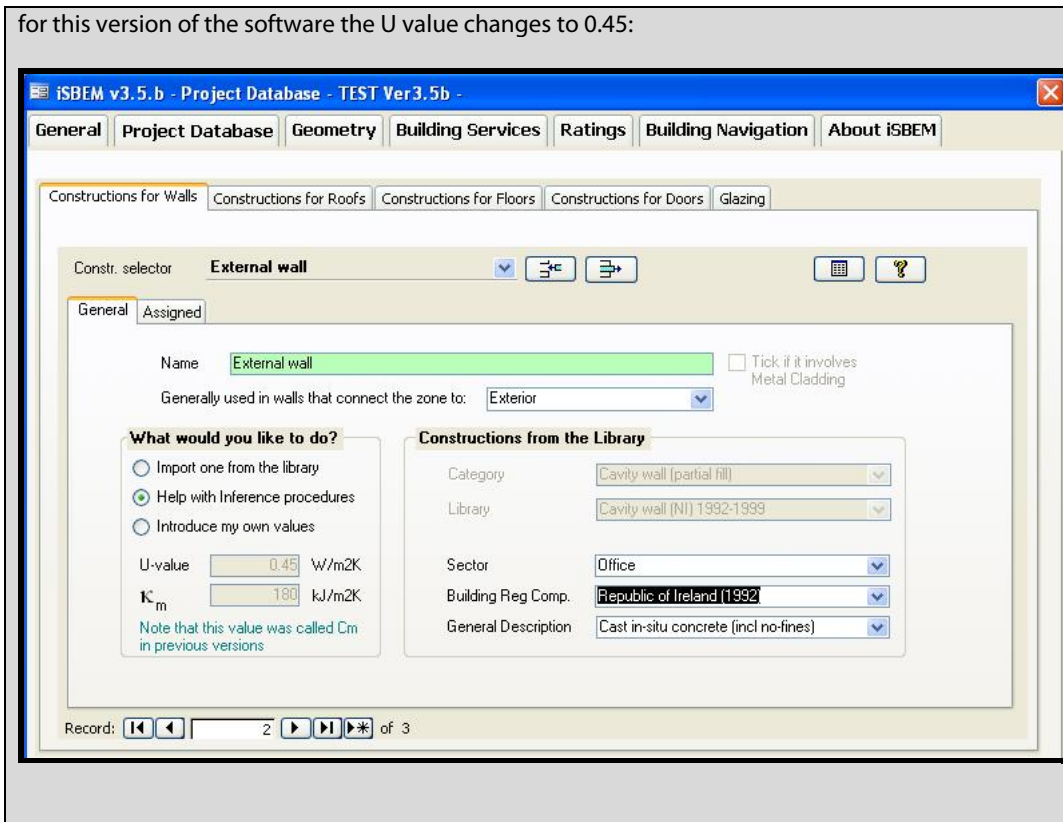 for this version of the software the U value changes to 0.45:
iSBEM v3.5.b - Project Database - TEST Ver3.5b -
General Project Database Geometry Building Services Ratings Building Navigation About iSBEM
Constructions for Walls Constructions for Roofs Constructions for Floors Constructions for Doors Glazing
Constr. selector External wall
General Assigned
Name External wall
Tick if it involves
Metal Cladding
Generally used in walls that connect the zone to: Exterior
What would you like to do?
Import one from the library
Help with Inference procedures
Introduce my own values
U-value 0.45 W/m2K
κm 180 kJ/m2K
Note that this value was called Cm
in previous versions
Constructions from the Library
Category Cavity wall (partial fill)
Library Cavity wall (NI) 1992-1999
Sector Office
Building Reg Comp. Republic of Ireland (1992)
General Description Cast in-situ concrete (incl no-fines)
Record: 2 of 3